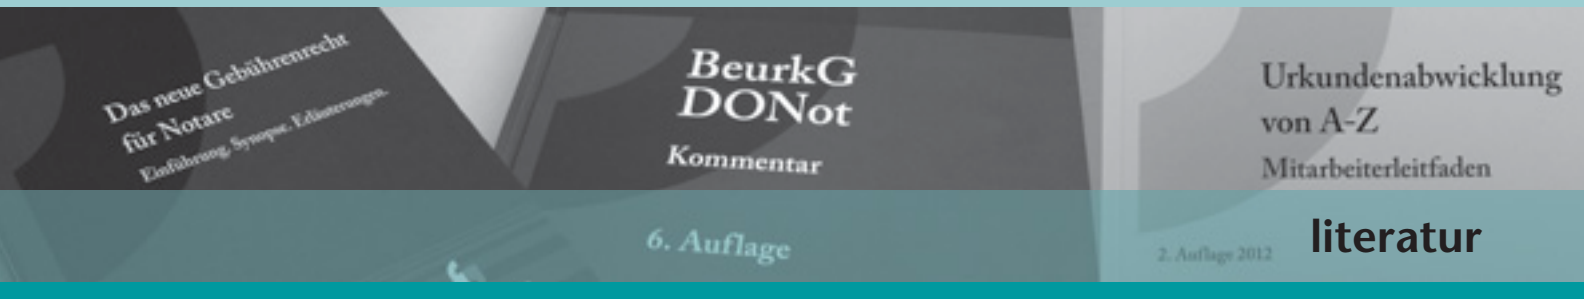 Das neue Gebührenrecht
für Notare
Einführung. Synopse. Erläuterungen.
BeurkG
DONot
Kommentar
6. Auflage
Urkundenabwicklung
von A-Z
Mitarbeiterleitfaden
2. Auflage 2012
literatur